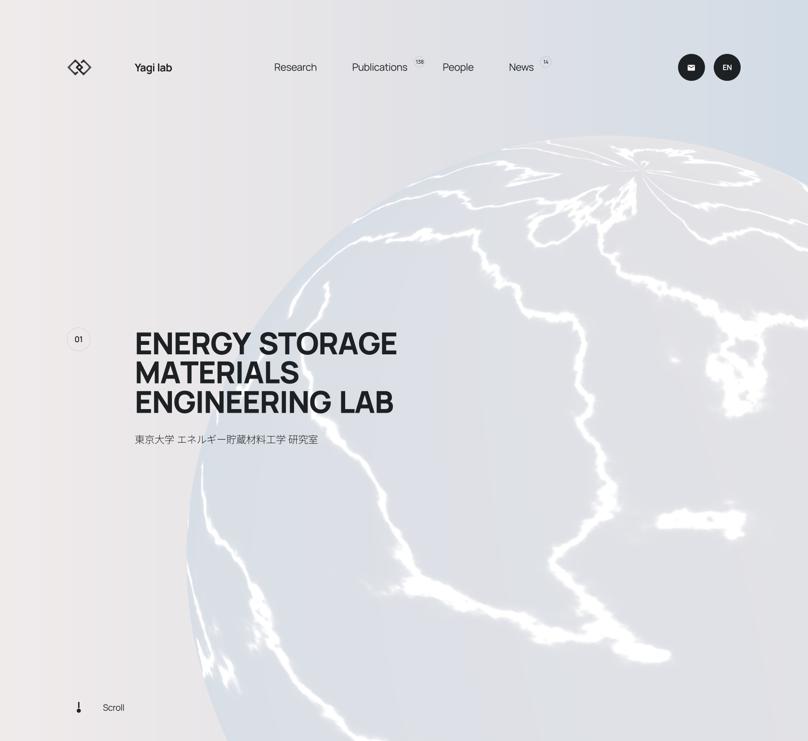 Yagi lab
Research
Publications 138
People
News 14
EN
01
ENERGY STORAGE
MATERIALS
ENGINEERING LAB
東京大学 エネルギー貯蔵材料工学 研究室
Scroll